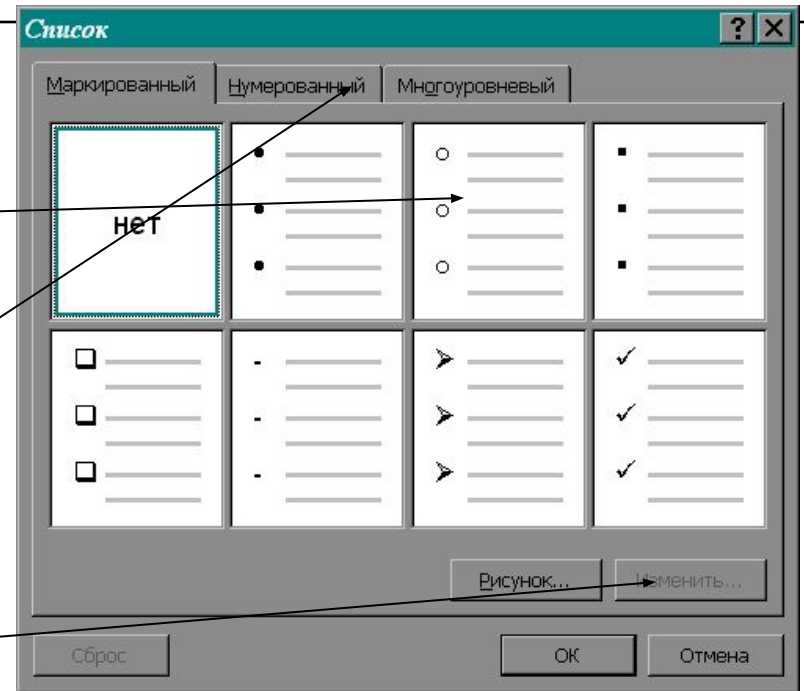 Список
Маркированный Нумерованный Многоуровневый
нет
Рисунок... Изменить...
Сброс ОК Отмена